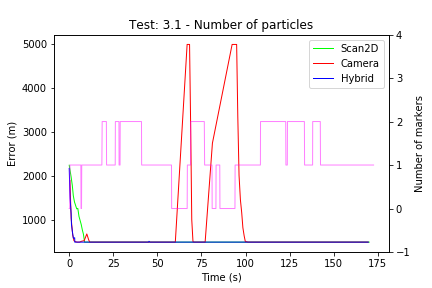 Test: 3.1 - Number of particles
Scan2D
Camera
Hybrid
Error (m)
5000
4000
3000
2000
1000
Number of markers
4
3
2
1
0
−1
0
25
50
75
100
125
150
175
Time (s)